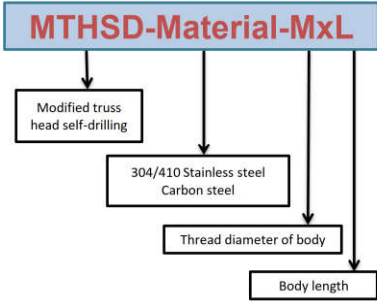 MTHSD-Material-MxL
Modified truss
head self-drilling
304/410 Stainless steel
Carbon steel
Thread diameter of body
Body length